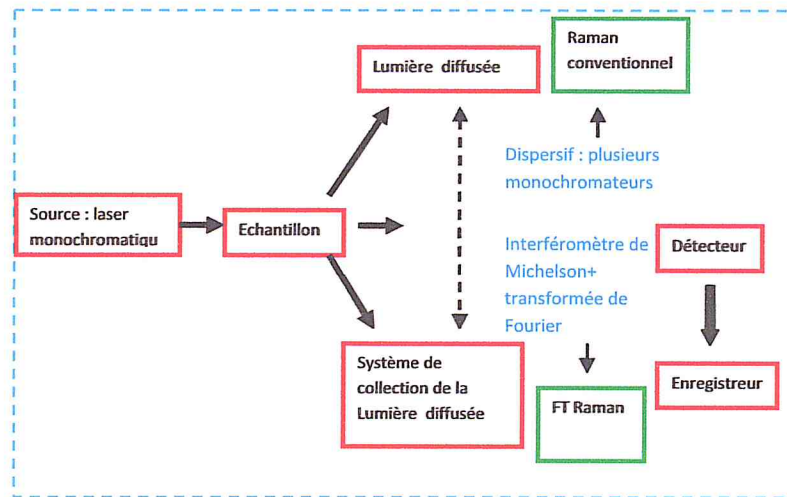 Lumière diffusée
Raman
conventionnel
Dispersif : plusieurs
monochromateurs
Source : laser
monochromatiqu
Echantillon
Interféromètre de
Michelson+
transformée de
Fourier
Détecteur
Système de
collection de la
Lumière diffusée
FT Raman
Enregistreur